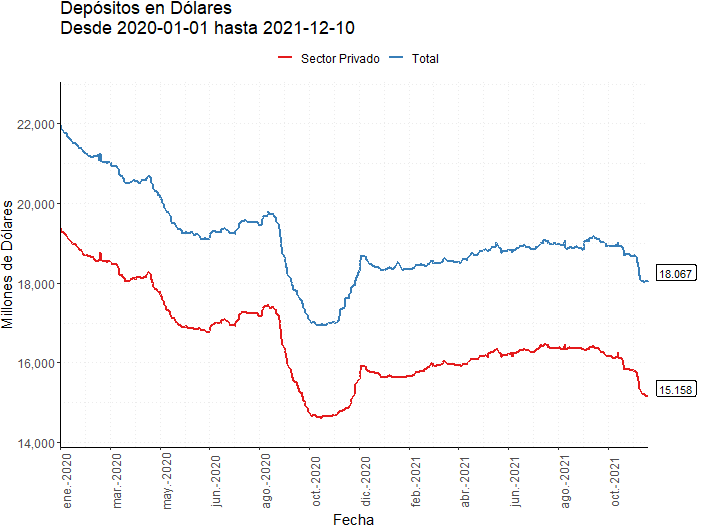 Depósitos en Dólares
Desde 2020-01-01 hasta 2021-12-10
Sector Privado Total
Millones de Dólares
22,000
20,000
18,000
16,000
14,000
18.067
15.158
ene.-2020
mar.-2020
may.-2020
jun.-2020
ago.-2020
oct.-2020
dic.-2020
feb.-2021
abr.-2021
jun.-2021
ago.-2021
oct.-2021
Fecha